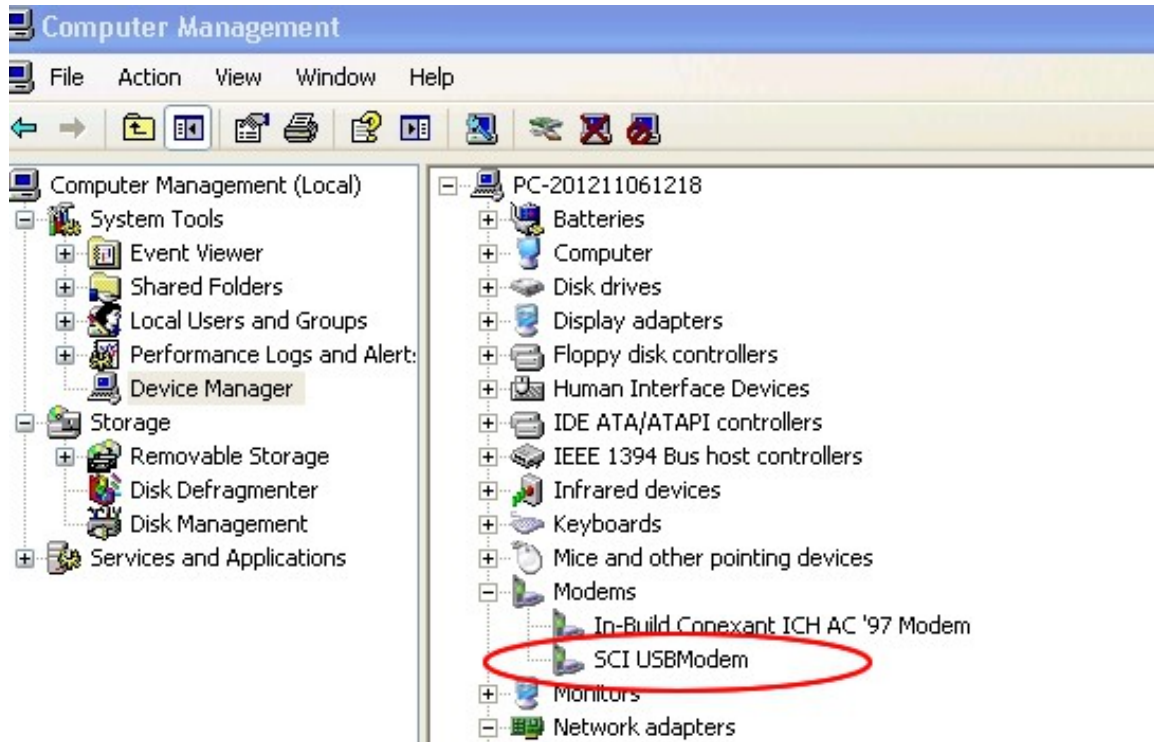 Computer Management
File Action View Window Help
Computer Management (Local)
System Tools
Event Viewer
Shared Folders
Local Users and Groups
Performance Logs and Alert:
Device Manager
Storage
Removable Storage
Disk Defragmenter
Disk Management
Services and Applications
PC-201211061218
Batteries
Computer
Disk drives
Display adapters
Floppy disk controllers
Human Interface Devices
IDE ATA/ATAPI controllers
IEEE 1394 Bus host controllers
Infrared devices
Keyboards
Mice and other pointing devices
Modems
In-Build Conexant ICH AC '97 Modem
SCI USBModem
Monitors
Network adapters